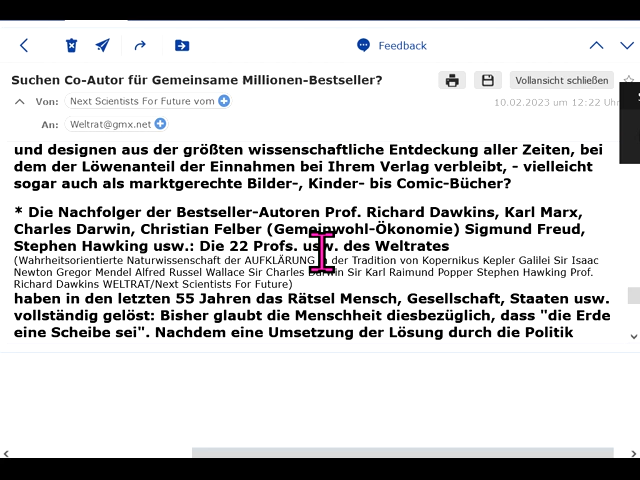 Feedback
Suchen Co-Autor für Gemeinsame Millionen-Bestseller?
Vollansicht schließen
Von: Next Scientists For Future vom
10.02.2023 um 12:22 Uhr
An: Weltrat@gmx.net
und designen aus der größten wissenschaftliche Entdeckung aller Zeiten, bei
dem der Löwenanteil der Einnahmen bei Ihrem Verlag verbleibt, - vielleicht
sogar auch als marktgerechte Bilder-, Kinder- bis Comic-Bücher?
* Die Nachfolger der Bestseller-Autoren Prof. Richard Dawkins, Karl Marx,
Charles Darwin, Christian Felber (Gemeinwohl-Ökonomie) Sigmund Freud,
Stephen Hawking usw.: Die 22 Profs. usw. des Weltrates
(Wahrheitsorientierte Naturwissenschaft der AUFKLÄRUNG in der Tradition von Kopernikus Kepler Galilei Sir Isaac
Newton Gregor Mendel Alfred Russel Wallace Sir Charles Darwin Sir Karl Raimund Popper Stephen Hawking Prof.
Richard Dawkins WELTRAT/Next Scientists For Future)
haben in den letzten 55 Jahren das Rätsel Mensch, Gesellschaft, Staaten usw.
vollständig gelöst: Bisher glaubt die Menschheit diesbezüglich, dass "die Erde
eine Scheibe sei". Nachdem eine Umsetzung der Lösung durch die Politik